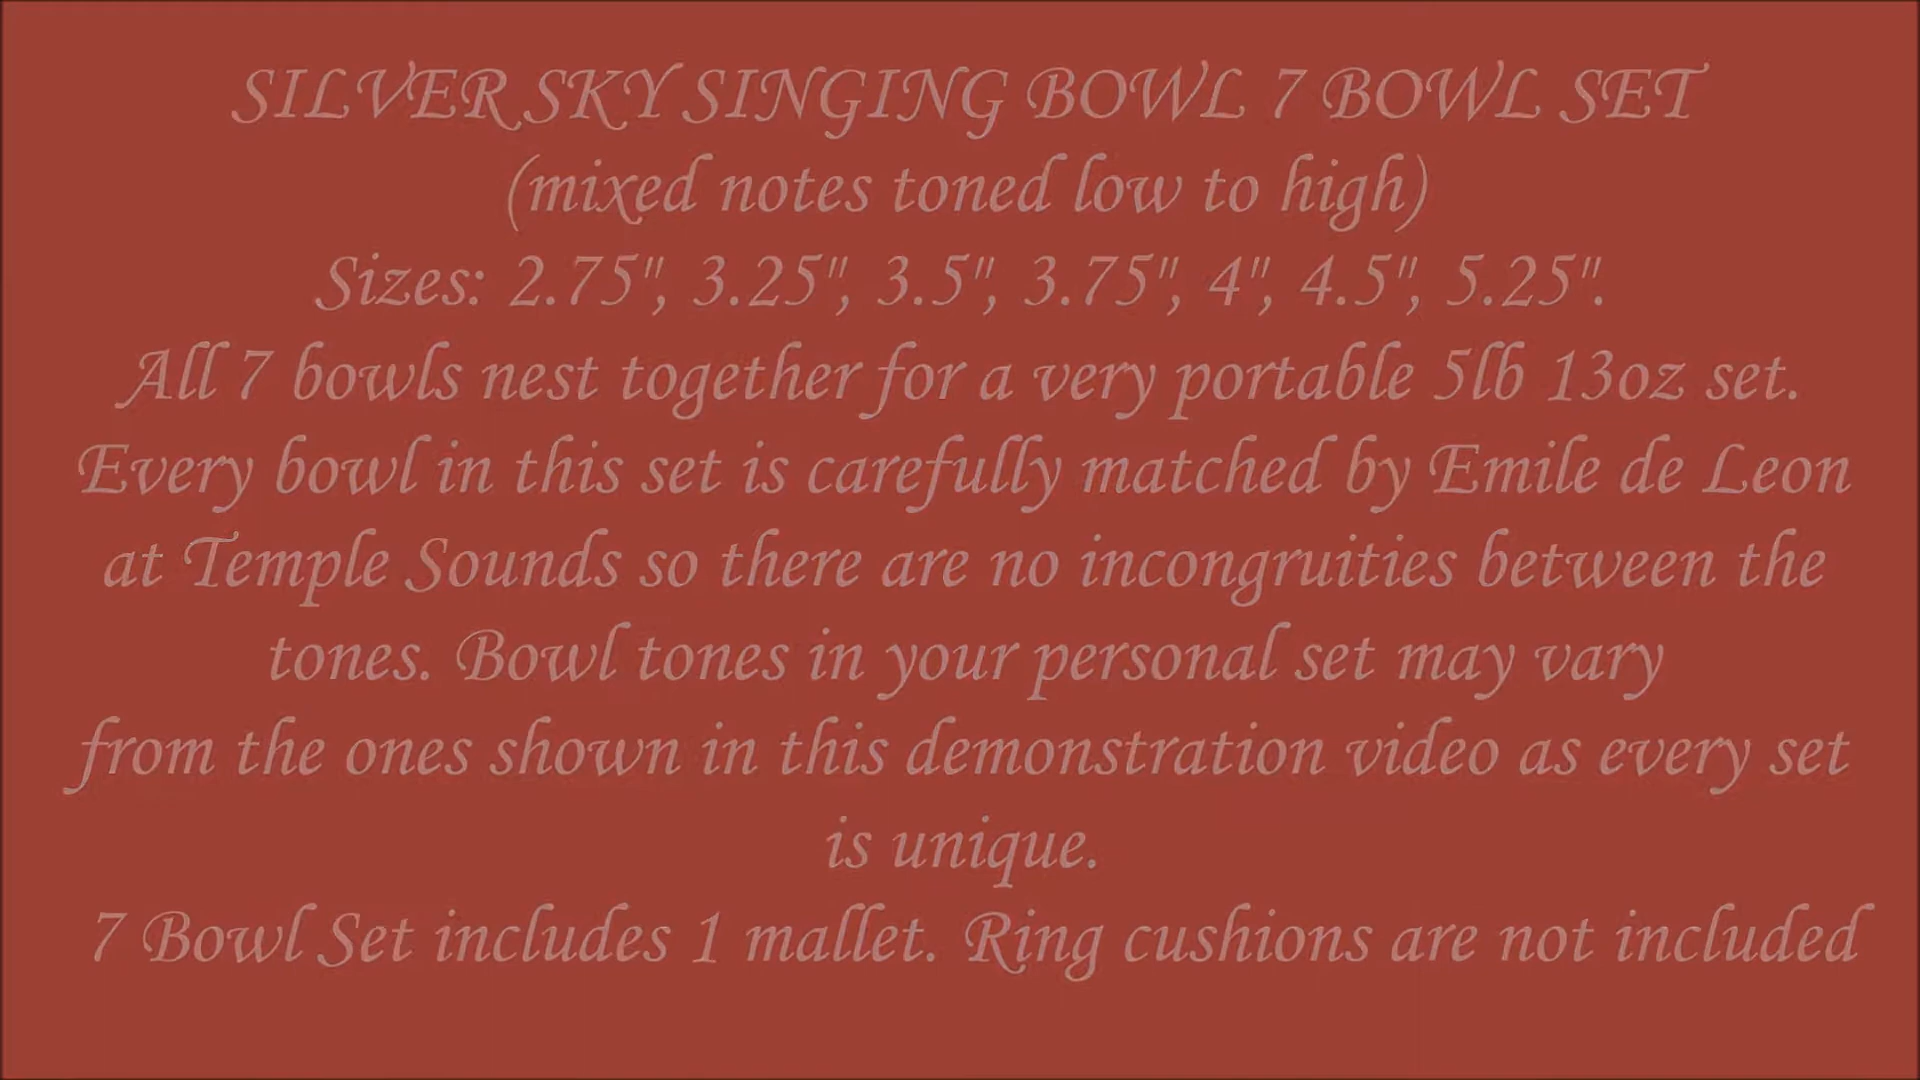 SILVER SKY SINGING BOWL 7 BOWL SET
(mixed notes toned low to high)
Sizes: 2.75", 3.25", 3.5", 3.75", 4", 4.5", 5.25".
All 7 bowls nest together for a very portable 5lb 13oz set.
Every bowl in this set is carefully matched by Emile de Leon
at Temple Sounds so there are no incongruities between the
tones. Bowl tones in your personal set may vary
from the ones shown in this demonstration video as every set
is unique.
7 Bowl Set includes 1 mallet. Ring cushions are not included